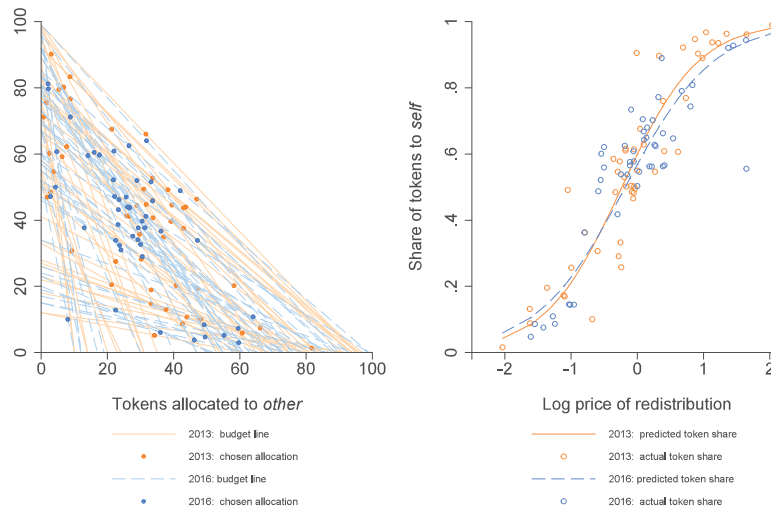 100
80
60
40
20
0
0 20 40 60 80 100
Tokens allocated to other
2013: budget line
2013: chosen allocation
2016: budget line
2016: chosen allocation
Share of tokens to self
1
.8
.6
.4
.2
0
−2 −1 0 1 2
Log price of redistribution
2013: predicted token share
2013: actual token share
2016: predicted token share
2016: actual token share